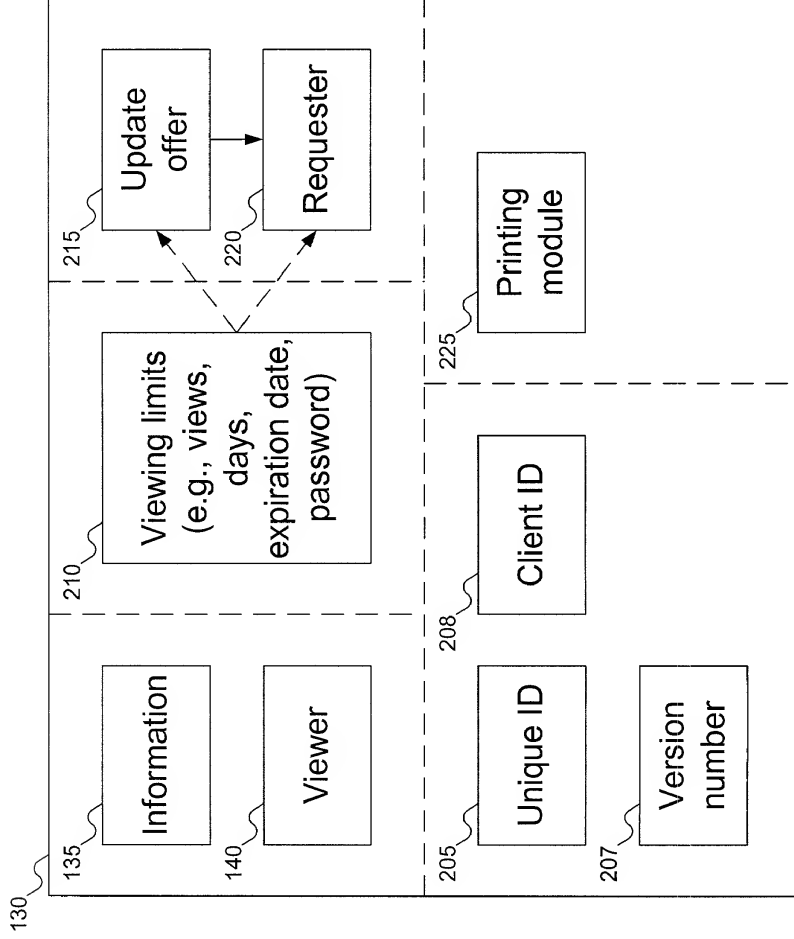 130
135
Information
140
Viewer
210
Viewing limits
(e.g., views,
days,
expiration date,
password)
215
Update
offer
220
Requester
205
Unique ID
207
Version
number
208
Client ID
225
Printing
module